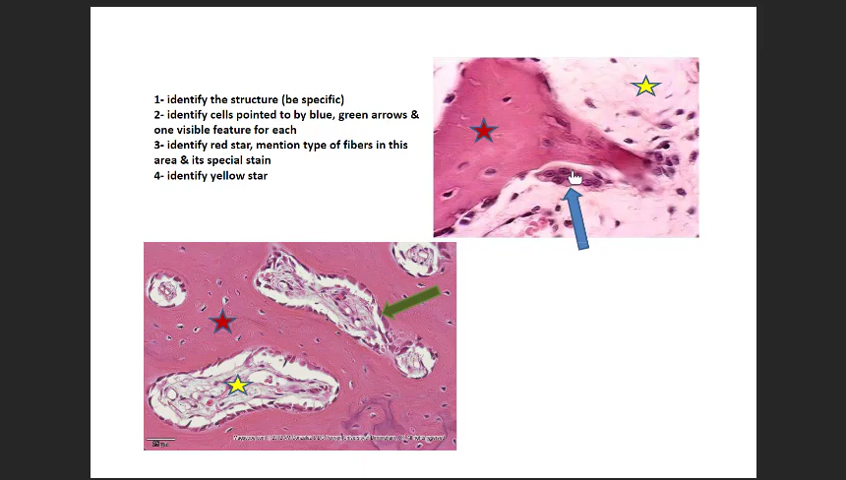 1- identify the structure (be specific)
2- identify cells pointed to by blue, green arrows &
one visible feature for each
3- identify red star, mention type of fibers in this
area & its special stain
4- identify yellow star